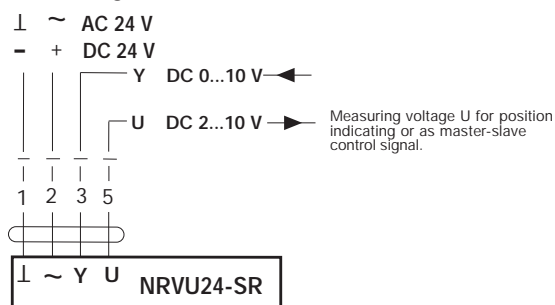 ⊥ ~ AC 24 V
- + DC 24 V
Y DC 0...10 V
U DC 2...10 V
Measuring voltage U for position
indicating or as master-slave
control signal.
1 2 3 5
⊥ ~ Y U NRVU24-SR